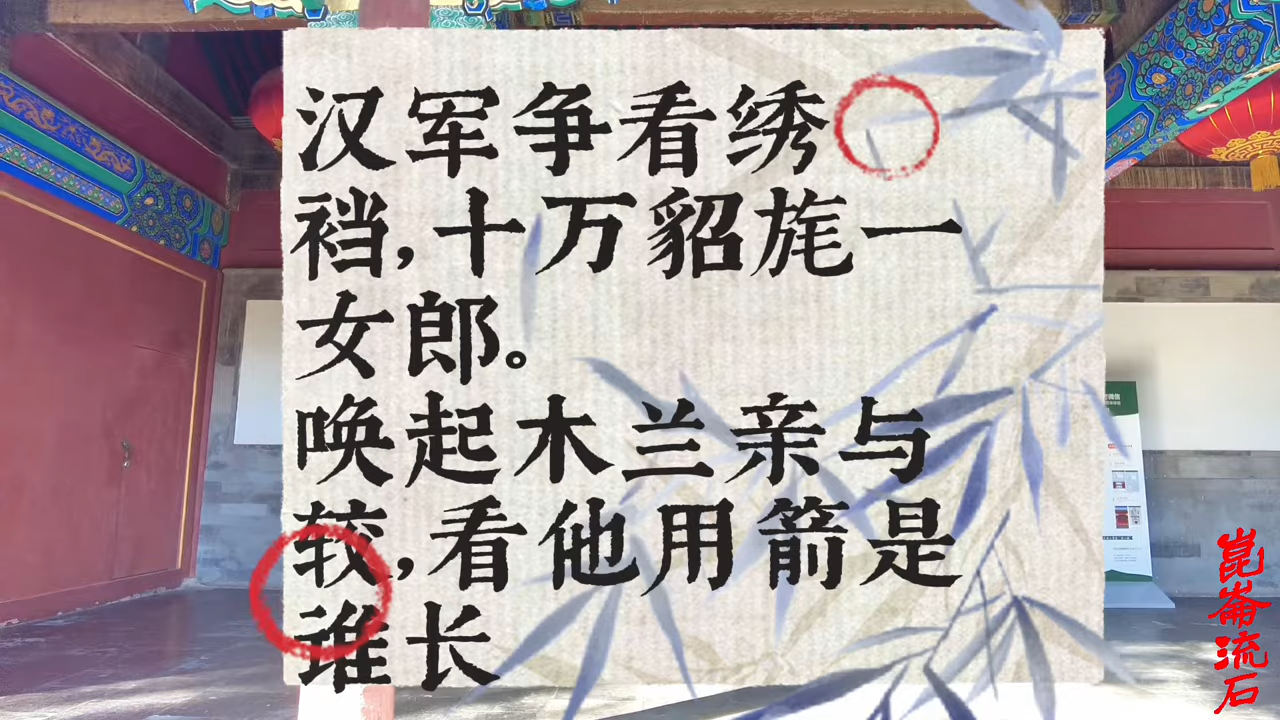 汉军争看绣
裆，十万貂旄一
女郎。
唤起木兰亲与
较，看他用箭是
谁长
崑崙流石